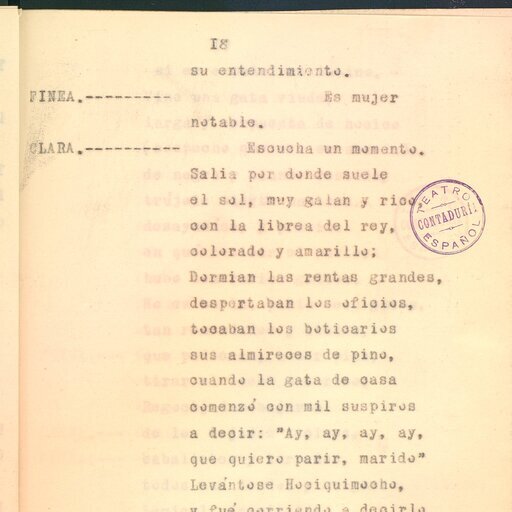 18
su entendimiento.
FINEA.---------- Es mujer
notable.
CLARA.---------- Escucha un momento.
Salia por donde suele
el sol, muy galan y rico
con la librea del rey,
colorado y amarillo;
Dormian las rentas grandes,
despertaban los oficios,
tocaban los boticarios
sus almireces de pino,
cuando la gata de casa
comenzó con mil suspiros
a decir: "Ay, ay, ay, ay,
que quiero parir, marido"
Levántose Hociquimocho,
y fué corriendo a decirlo
TEATRO ESPAÑOL
CONTADURÍA